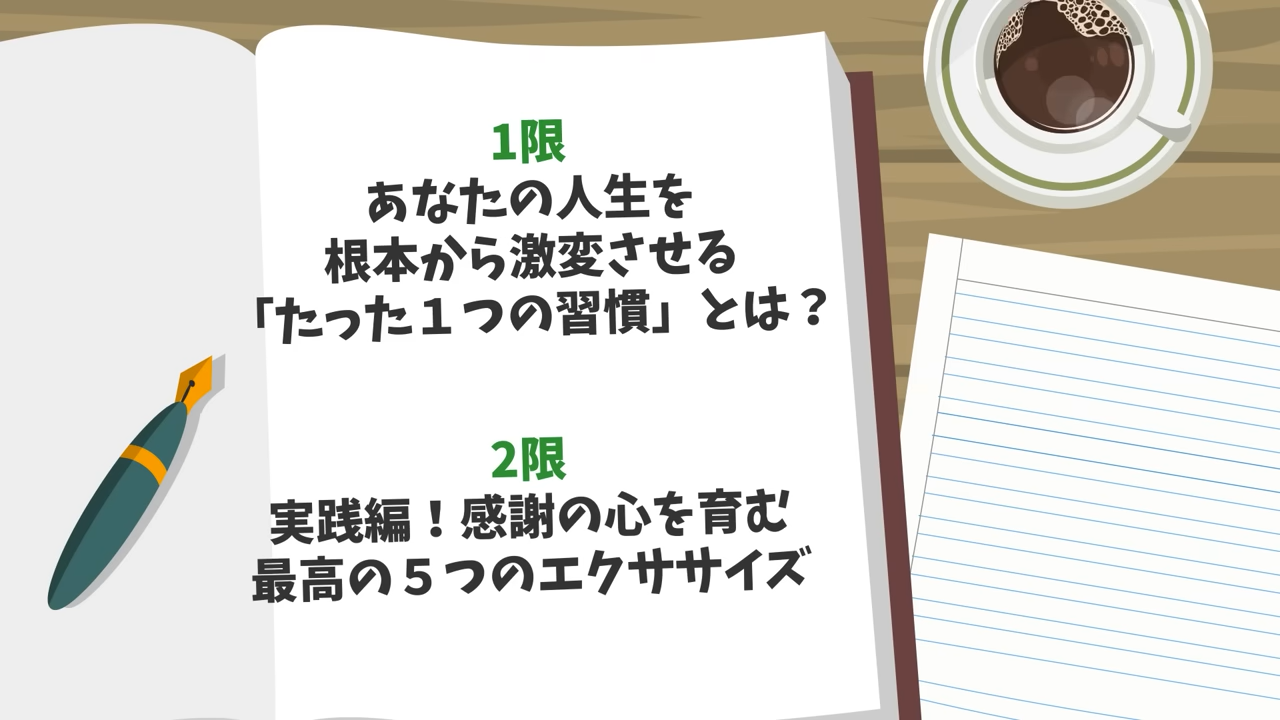 1限
あなたの人生を
根本から激変させる
「たった１つの習慣」とは？
2限
実践編！感謝の心を育む
最高の５つのエクササイズ